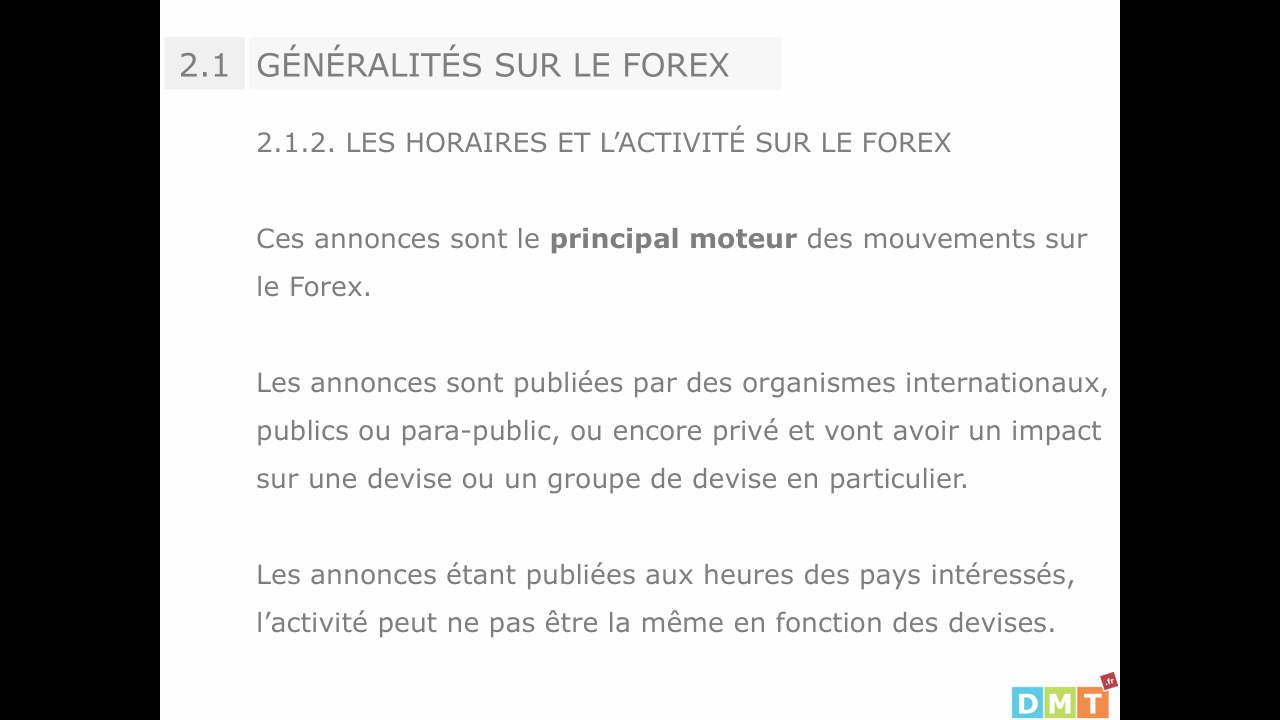 2.1 GÉNÉRALITÉS SUR LE FOREX
2.1.2. LES HORAIRES ET L’ACTIVITÉ SUR LE FOREX
Ces annonces sont le principal moteur des mouvements sur
le Forex.
Les annonces sont publiées par des organismes internationaux,
publics ou para-public, ou encore privé et vont avoir un impact
sur une devise ou un groupe de devise en particulier.
Les annonces étant publiées aux heures des pays intéressés,
l’activité peut ne pas être la même en fonction des devises.
DMT .fr